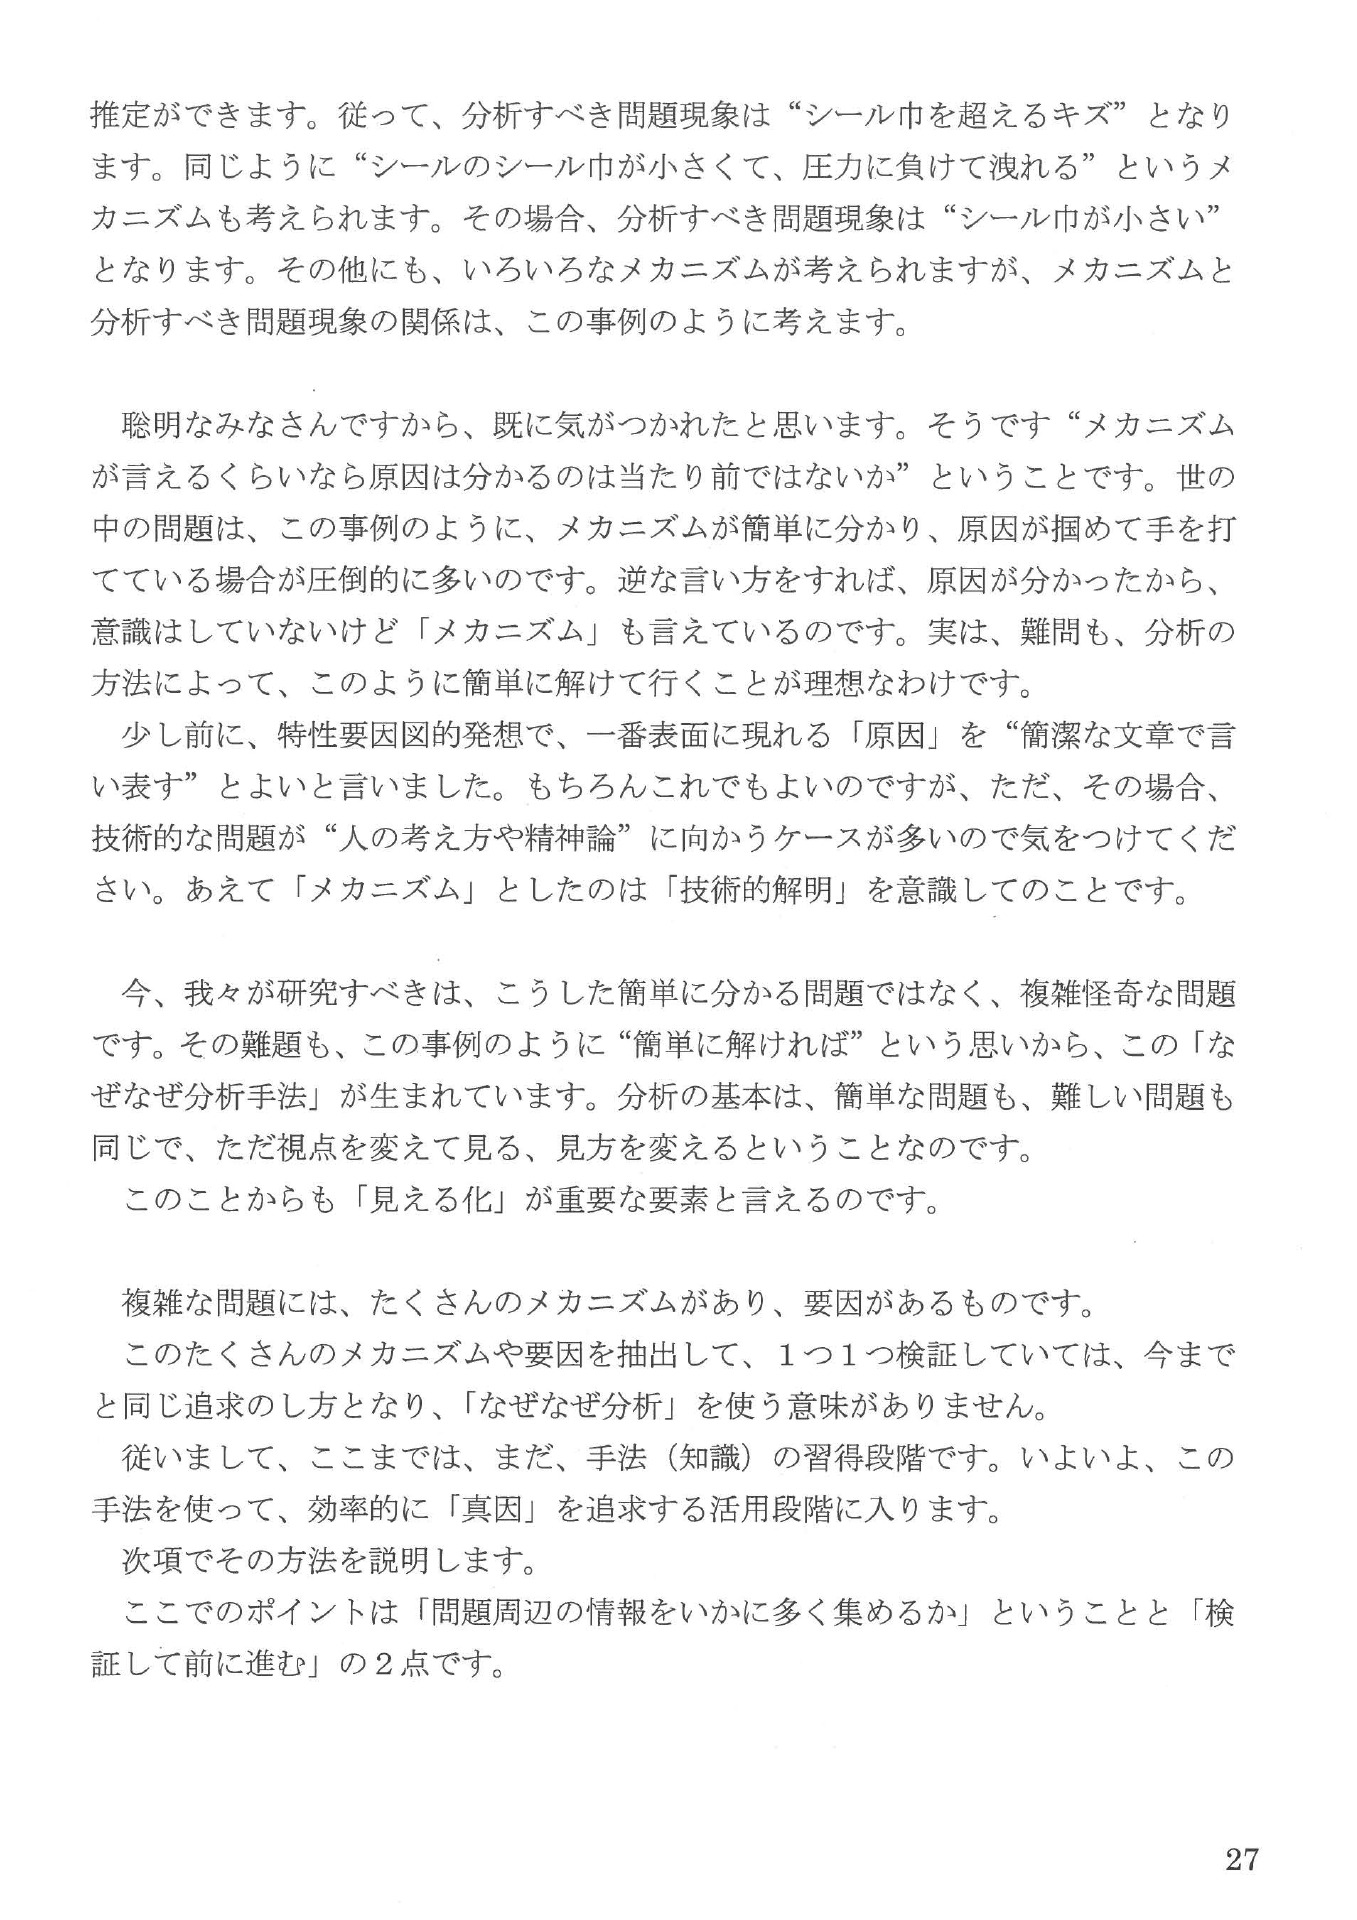 推定ができます。従って、分析すべき問題現象は“シール巾を超えるキズ”となり
ます。同じように“シールのシール巾が小さくて、圧力に負けて洩れる”というメ
カニズムも考えられます。その場合、分析すべき問題現象は“シール巾が小さい”
となります。その他にも、いろいろなメカニズムが考えられますが、メカニズムと
分析すべき問題現象の関係は、この事例のように考えます。
聡明なみなさんですから、既に気がつかれたと思います。そうです“メカニズム
が言えるくらいなら原因は分かるのは当たり前ではないか”ということです。世の
中の問題は、この事例のように、メカニズムが簡単に分かり、原因が掴めて手を打
てている場合が圧倒的に多いのです。逆な言い方をすれば、原因が分かったから、
意識はしていないけど「メカニズム」も言えているのです。実は、難問も、分析の
方法によって、このように簡単に解けて行くことが理想なわけです。
少し前に、特性要因図的発想で、一番表面に現れる「原因」を“簡潔な文章で言
い表す”とよいと言いました。もちろんこれでもよいのですが、ただ、その場合、
技術的な問題が“人の考え方や精神論”に向かうケースが多いので気をつけてくだ
さい。あえて「メカニズム」としたのは「技術的解明」を意識してのことです。
今、我々が研究すべきは、こうした簡単に分かる問題ではなく、複雑怪奇な問題
です。その難題も、この事例のように“簡単に解ければ”という思いから、この「な
ぜなぜ分析手法」が生まれています。分析の基本は、簡単な問題も、難しい問題も
同じで、ただ視点を変えて見る、見方を変えるということなのです。
このことからも「見える化」が重要な要素と言えるのです。
複雑な問題には、たくさんのメカニズムがあり、要因があるものです。
このたくさんのメカニズムや要因を抽出して、１つ１つ検証していては、今まで
と同じ追求のし方となり、「なぜなぜ分析」を使う意味がありません。
従いまして、ここまでは、まだ、手法（知識）の習得段階です。いよいよ、この
手法を使って、効率的に「真因」を追求する活用段階に入ります。
次項でその方法を説明します。
ここでのポイントは「問題周辺の情報をいかに多く集めるか」ということと「検
証して前に進む」の２点です。
27